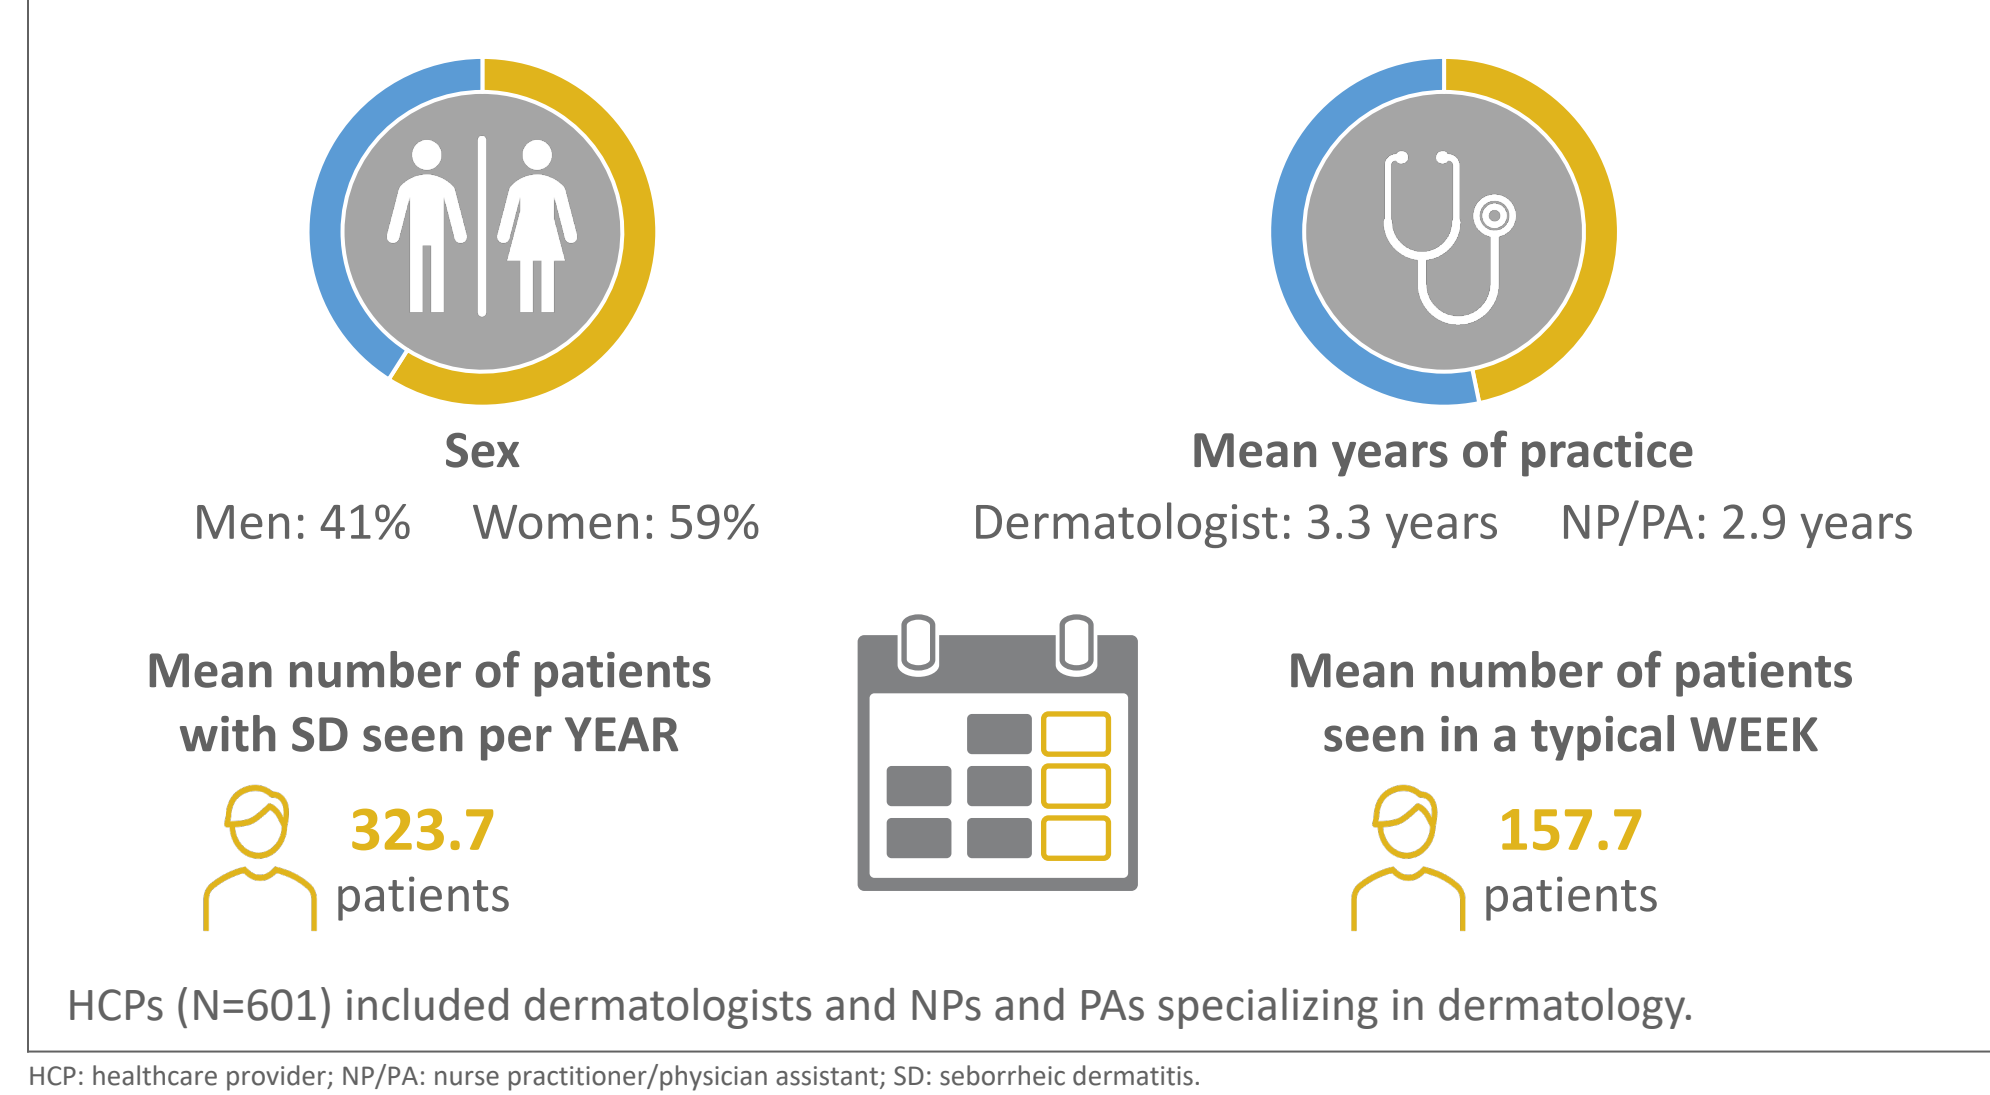 Sex
Men: 41% Women: 59%
Mean years of practice
Dermatologist: 3.3 years NP/PA: 2.9 years
Mean number of patients
with SD seen per YEAR
323.7
patients
Mean number of patients
seen in a typical WEEK
157.7
patients
HCPs (N=601) included dermatologists and NPs and PAs specializing in dermatology.
HCP: healthcare provider; NP/PA: nurse practitioner/physician assistant; SD: seborrheic dermatitis.